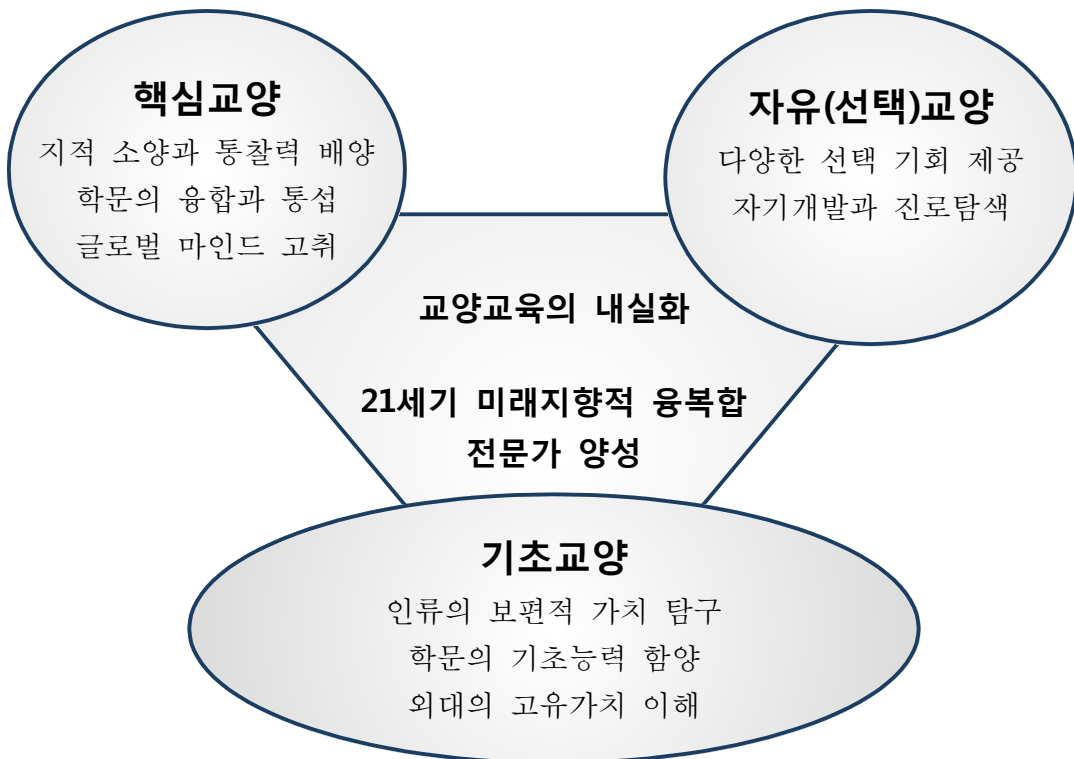 핵심교양
지적 소양과 통찰력 배양
학문의 융합과 통섭
글로벌 마인드 고취
자유(선택)교양
다양한 선택 기회 제공
자기개발과 진로탐색
교양교육의 내실화
21세기 미래지향적 융복합
전문가 양성
기초교양
인류의 보편적 가치 탐구
학문의 기초능력 함양
외대의 고유가치 이해